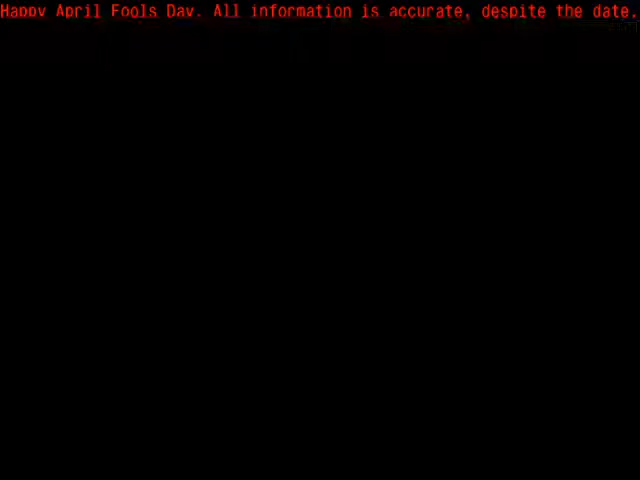 Happy April Fools Day. All information is accurate, despite the date.